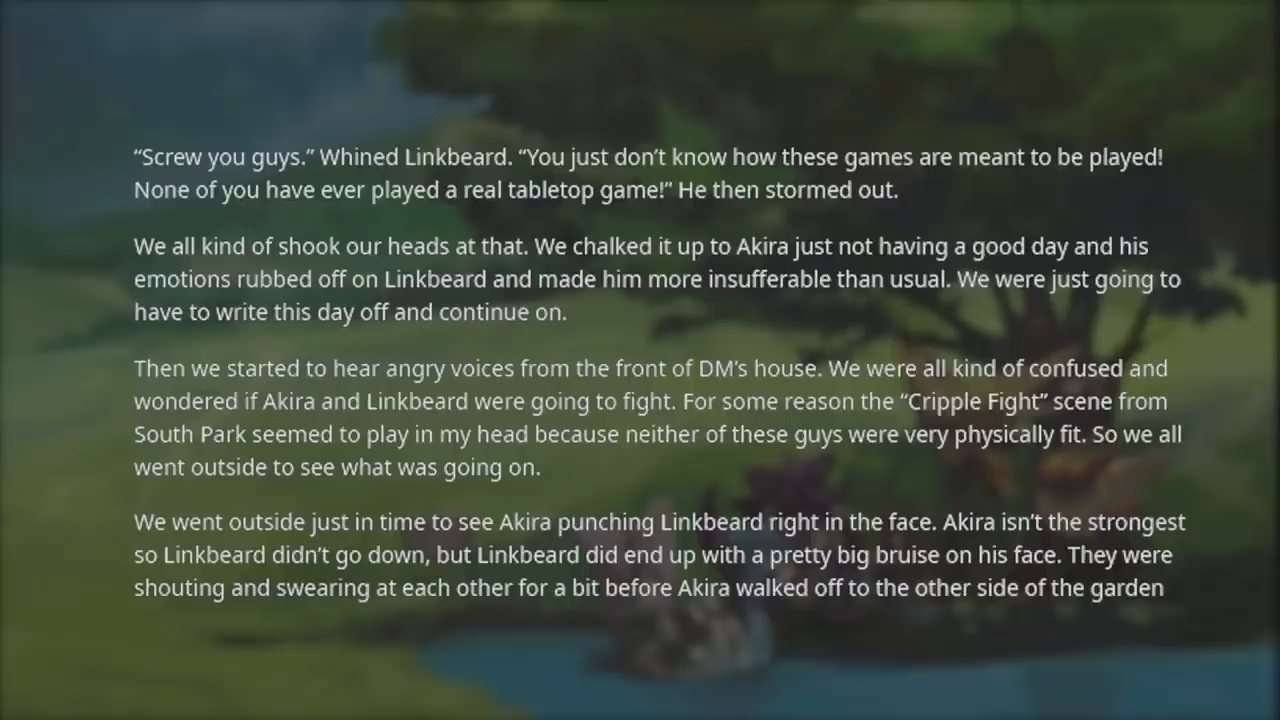 “Screw you guys.” Whined Linkbeard. “You just don’t know how these games are meant to be played!
None of you have ever played a real tabletop game!” He then stormed out.
We all kind of shook our heads at that. We chalked it up to Akira just not having a good day and his
emotions rubbed off on Linkbeard and made him more insufferable than usual. We were just going to
have to write this day off and continue on.
Then we started to hear angry voices from the front of DM’s house. We were all kind of confused and
wondered if Akira and Linkbeard were going to fight. For some reason the “Cripple Fight” scene from
South Park seemed to play in my head because neither of these guys were very physically fit. So we all
went outside to see what was going on.
We went outside just in time to see Akira punching Linkbeard right in the face. Akira isn’t the strongest
so Linkbeard didn’t go down, but Linkbeard did end up with a pretty big bruise on his face. They were
shouting and swearing at each other for a bit before Akira walked off to the other side of the garden